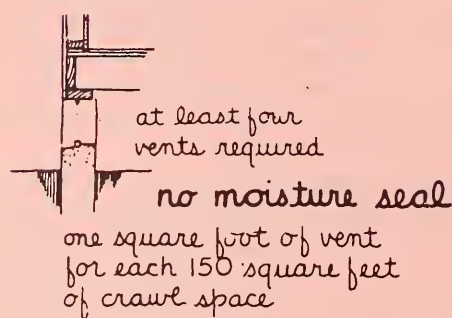 at least four
vents required
no moisture seal
one square foot of vent
for each 150 square feet
of crawl space